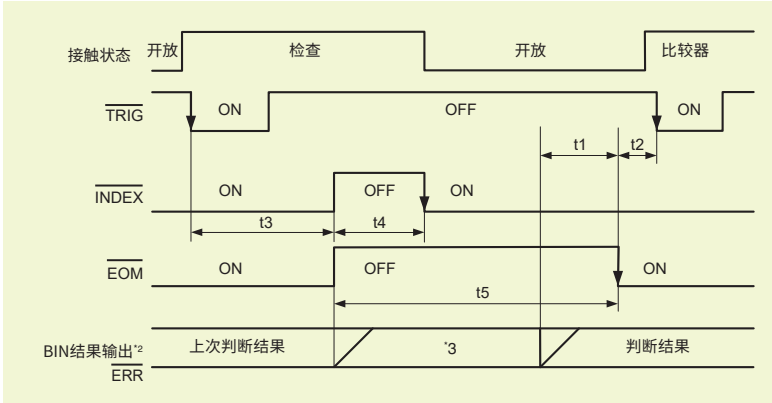 接触状态 开放 检查 开放 比较器
TRIG ON OFF ON
t1 t2
INDEX ON OFF ON
t3 t4
EOM ON OFF ON
t5
BIN结果输出*2 上次判断结果 *3 判断结果
ERR